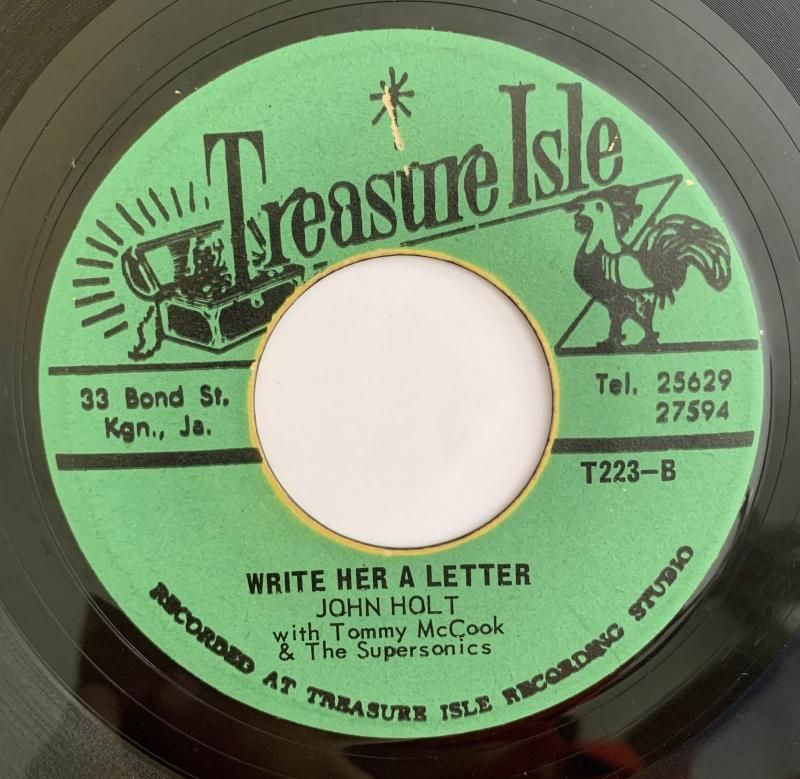 Treasure Isle
33 Bond St.
Kgn., Ja.
Tel. 25629
27594
T223-B
WRITE HER A LETTER
JOHN HOLT
with Tommy McCook
& The Supersonics
RECORDED AT TREASURE ISLE RECORDING STUDIO